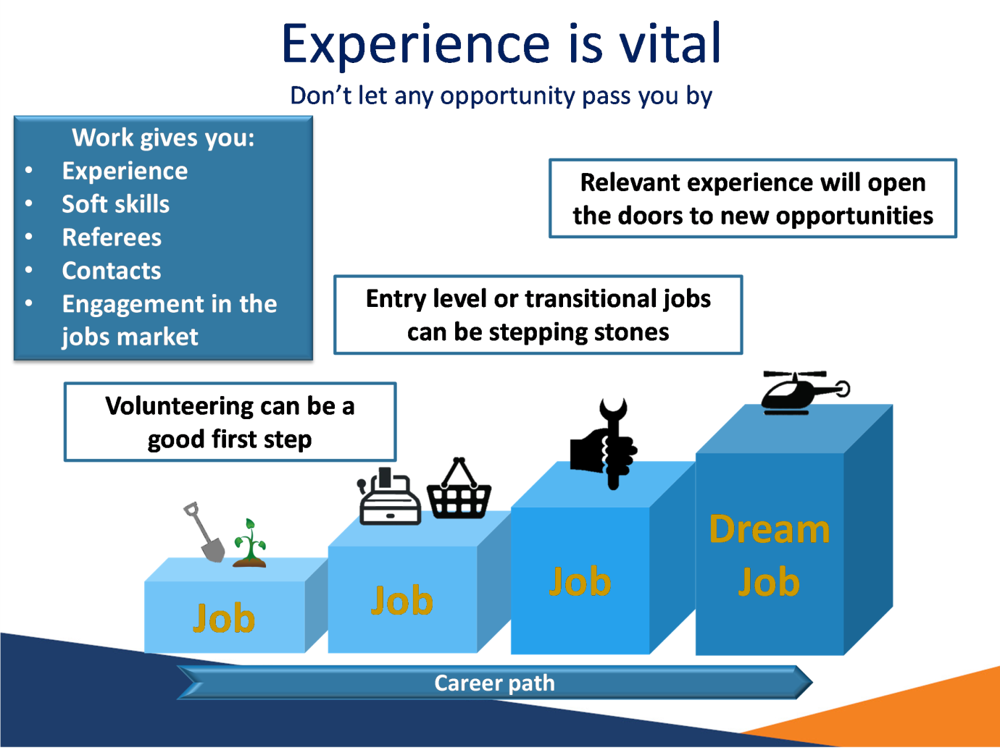 Experience is vital
Don’t let any opportunity pass you by
Work gives you:
• Experience
• Soft skills
• Referees
• Contacts
• Engagement in the
jobs market
Relevant experience will open
the doors to new opportunities
Entry level or transitional jobs
can be stepping stones
Volunteering can be a
good first step
Job
Job
Job
Dream
Job
Career path